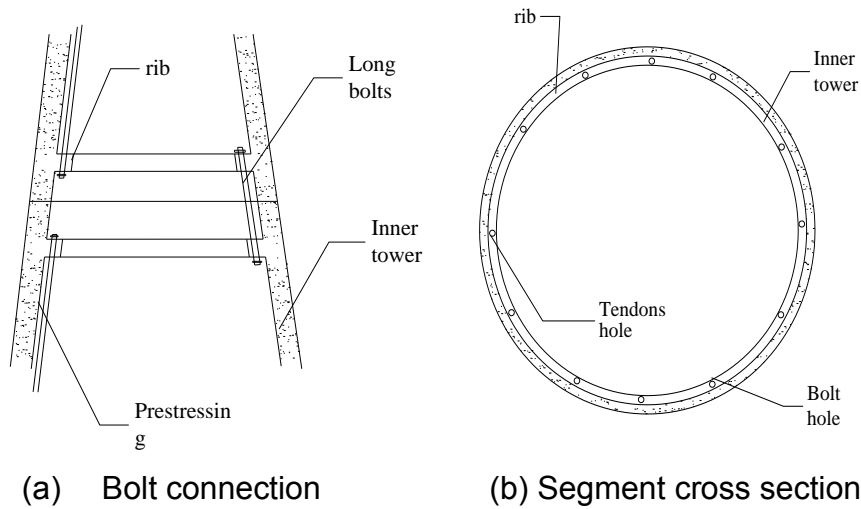 rib
Long
bolts
Inner
tower
Prestressin
g
(a) Bolt connection
rib
Inner
tower
Tendons
hole
Bolt
hole
(b) Segment cross section